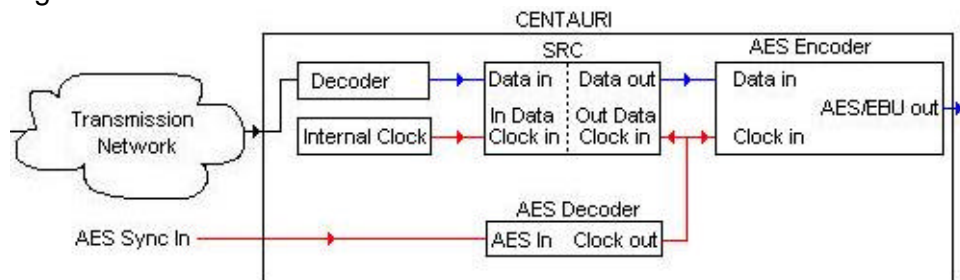 CENTAURI
SRC
AES Encoder
Decoder
Data in
Data out
Data in
Transmission
Network
In Data
Out Data
AES/EBU out
Internal Clock
Clock in
Clock in
Clock in
AES Decoder
AES Sync In
AES In
Clock out